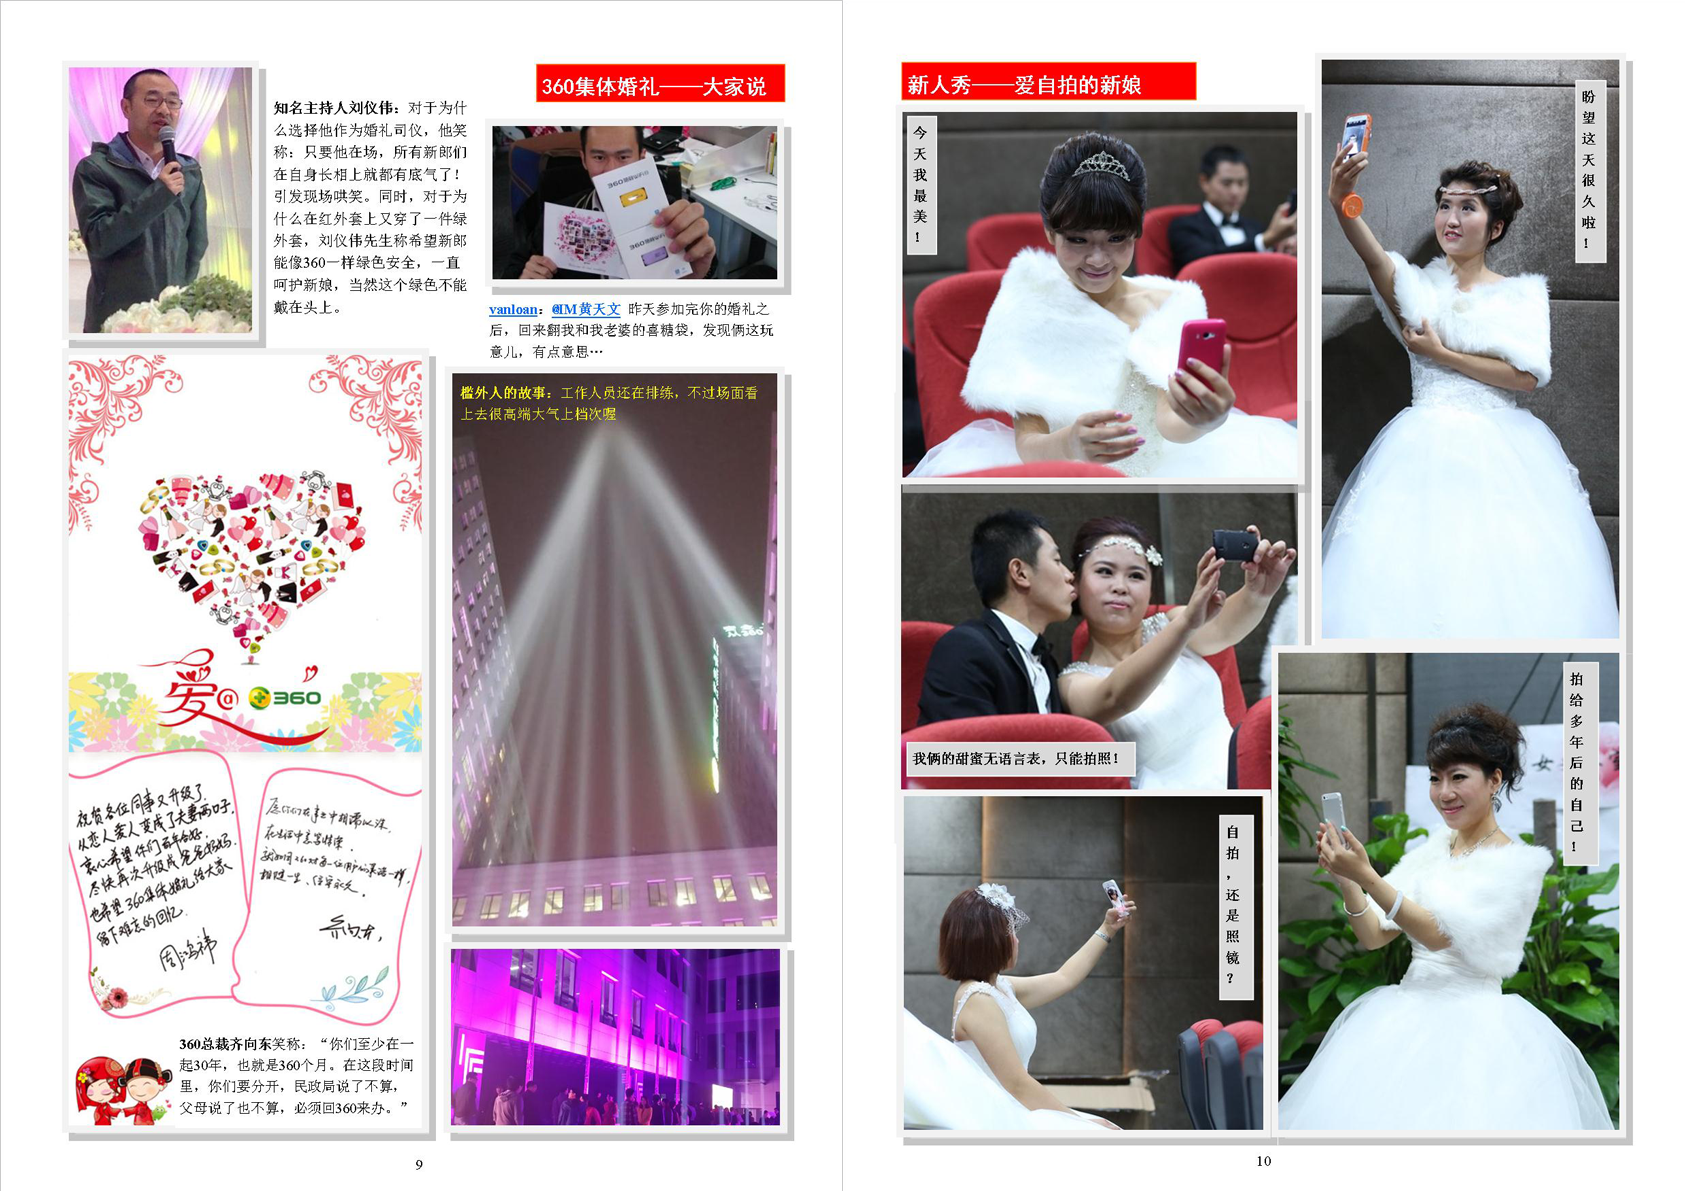 知名主持人刘仪伟：对于为什
么选择他作为婚礼司仪，他笑
称：只要他在场，所有新郎们
在自身长相上就都有底气了！
引发现场哄笑。同时，对于为
什么在红外套上又穿了一件绿
外套，刘仪伟先生称希望新郎
能像360一样绿色安全，一直
呵护新娘，当然这个绿色不能
戴在头上。
360集体婚礼——大家说
vanloan：@IM黄天文 昨天参加完你的婚礼之
后，回来翻我和我老婆的喜糖袋，发现俩这玩
意儿，有点意思…
槛外人的故事：工作人员还在排练，不过场面看
上去很高端大气上档次喔
爱@360
祝贺各位同事又升级了，
从恋人爱人变成了夫妻两口子，
衷心希望你们百年合好，
尽快再次升级成爸爸妈妈。
也希望360集体婚礼给大家
留下难忘的回忆。
周鸿祎
相随一生、
齐向东
360总裁齐向东笑称：“你们至少在一
起30年，也就是360个月。在这段时间
里，你们要分开，民政局说了不算，
父母说了也不算，必须回360来办。”
9
新人秀——爱自拍的新娘
今天我最美！
盼望这天很久啦！
我俩的甜蜜无语言表，只能拍照！
自拍，还是照镜？
拍给多年后的自己！
10